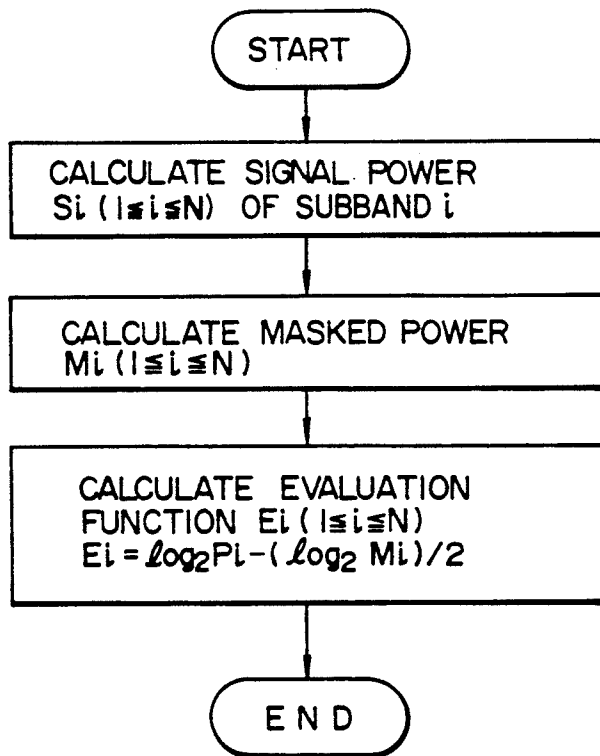 START
CALCULATE SIGNAL POWER
Si (1≦i≦N) OF SUBBAND i
CALCULATE MASKED POWER
Mi (1≦i≦N)
CALCULATE EVALUATION
FUNCTION Ei (1≦i≦N)
Ei = log₂Pi-(log₂ Mi)/2
END